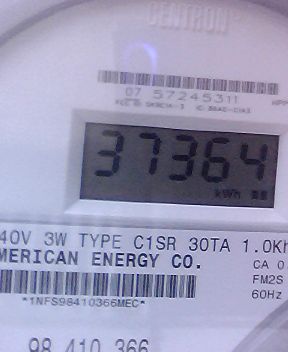 CENTRON
07 57245311
37364
kWh
40V 3W TYPE C1SR 30TA 1.0Kh
MERICAN ENERGY CO.
CA 0
FM2S
*1NFS98410366MEC*
60Hz
98 410 366